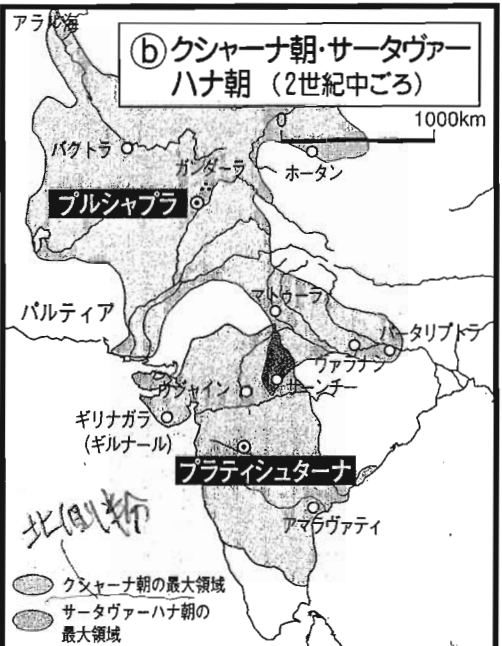 アラル海
ⓑクシャーナ朝・サータヴァー
ハナ朝（2世紀中ごろ）
0 1000km
バクトラ
ガンダーラ
ホータン
プルシャプラ
パルティア
マトゥーラ
パータリプトラ
ヴァラナシ
ウジャイン
サーンチー
ギリナガラ
(ギルナール)
プラティシュターナ
アマラヴァティ
クシャーナ朝の最大領域
サータヴァーハナ朝の
最大領域